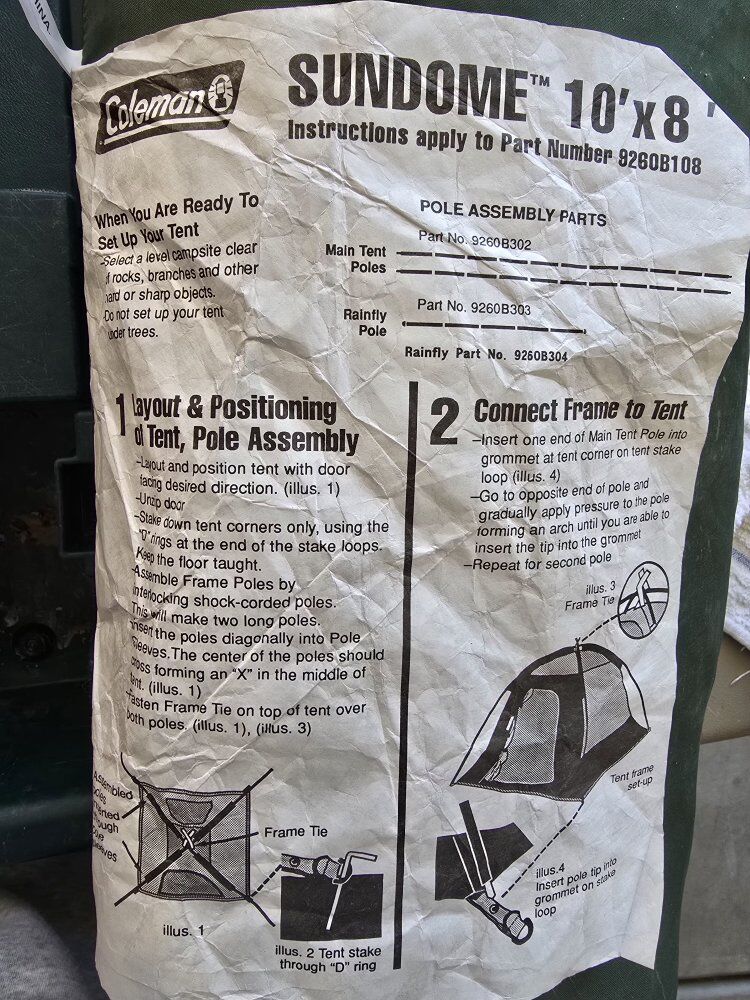 INA.
Coleman
SUNDOME™ 10'x8'
Instructions apply to Part Number 9260B108
When You Are Ready To
Set Up Your Tent
-Select a level campsite clear
f rocks, branches and other
ard or sharp objects.
-Do not set up your tent
under trees.
POLE ASSEMBLY PARTS
Part No. 9260B302
Main Tent
Poles
Part No. 9260B303
Rainfly
Pole
Rainfly Part No. 9260B304
1 Layout & Positioning
of Tent, Pole Assembly
-Layout and position tent with door
facing desired direction. (illus. 1)
-Unzip door
-Stake down tent corners only, using the
"D" rings at the end of the stake loops.
Keep the floor taught.
-Assemble Frame Poles by
interlocking shock-corded poles.
This will make two long poles.
-Insert the poles diagonally into Pole
Sleeves. The center of the poles should
cross forming an "X" in the middle of
tent. (illus. 1)
-Fasten Frame Tie on top of tent over
both poles. (illus. 1), (illus. 3)
Assembled
oles
erted
ough
ole
leeves
Frame Tie
illus. 1
illus. 2 Tent stake
through "D" ring
2 Connect Frame to Tent
-Insert one end of Main Tent Pole into
grommet at tent corner on tent stake
loop (illus. 4)
-Go to opposite end of pole and
gradually apply pressure to the pole
forming an arch until you are able to
insert the tip into the grommet
-Repeat for second pole
illus. 3
Frame Tie
Tent frame
set-up
illus.4
Insert pole tip into
grommet on stake
loop